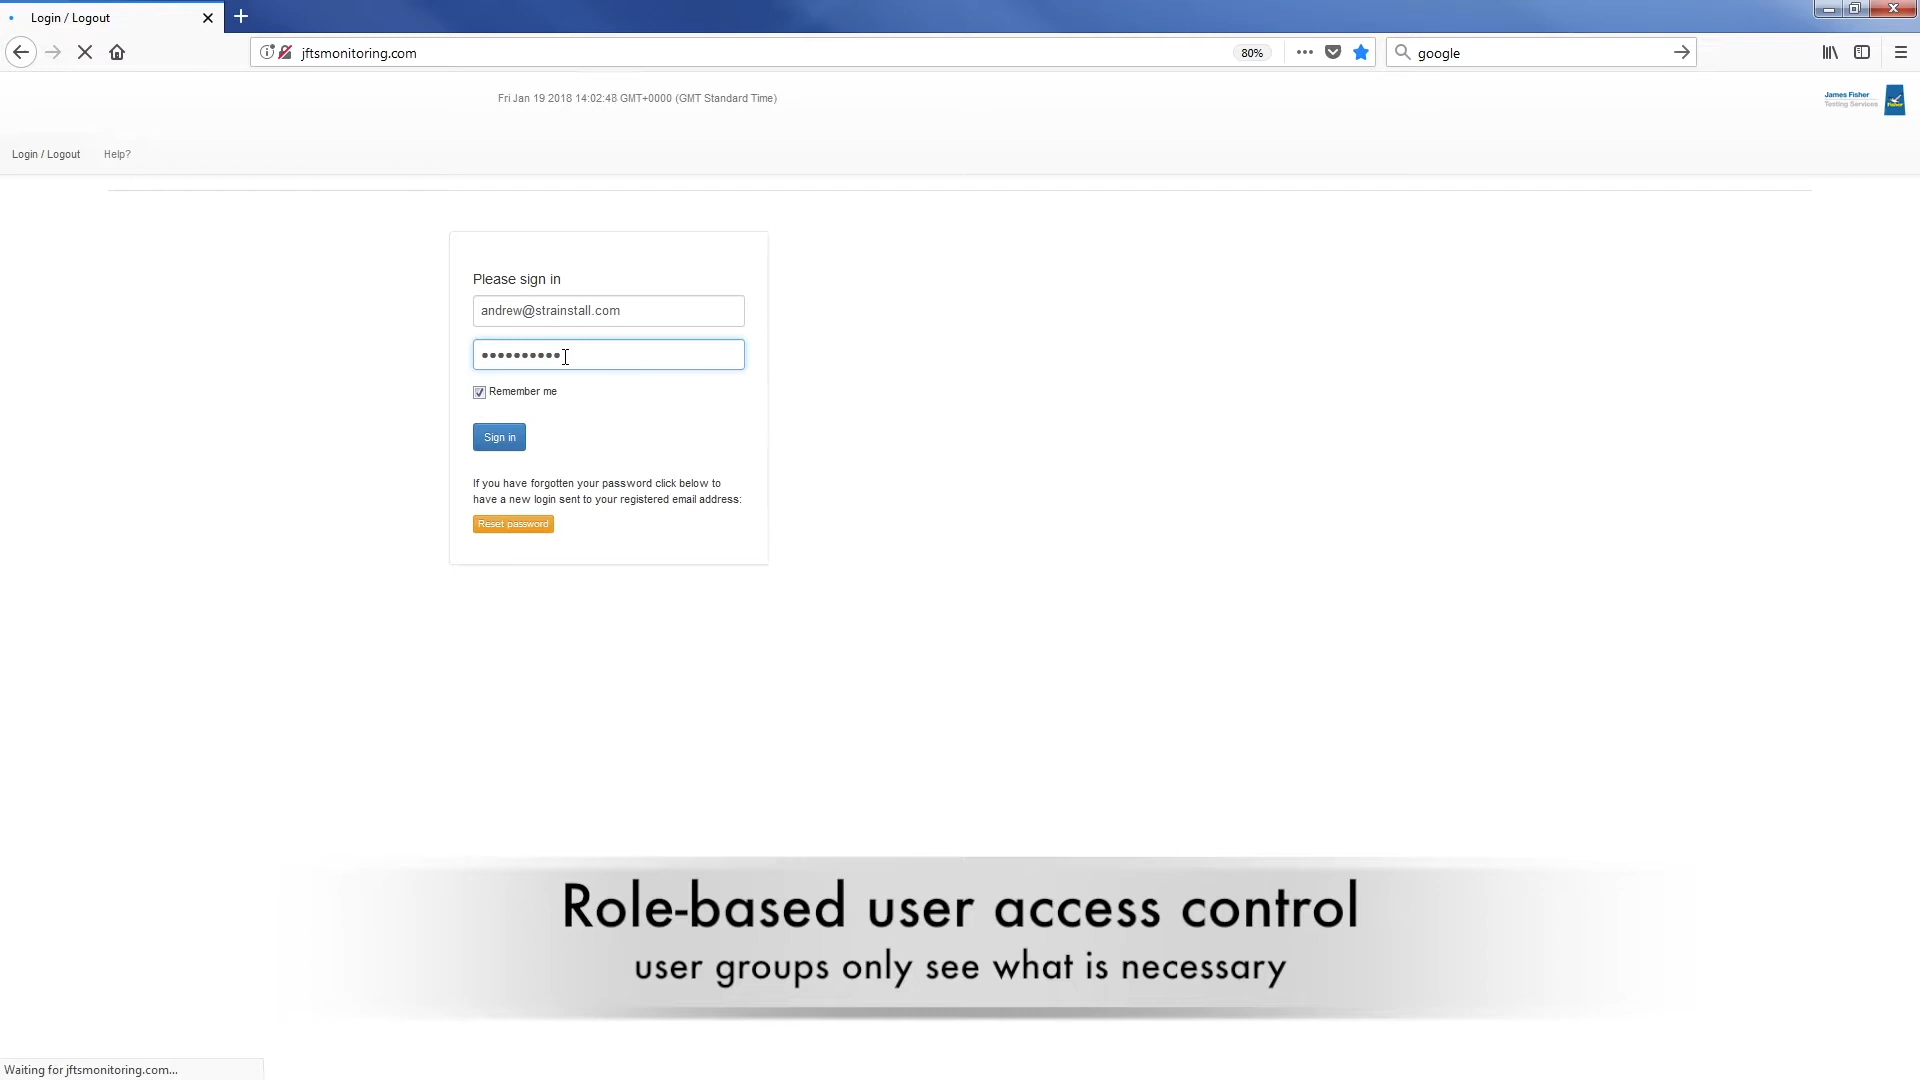 Login / Logout
jftsmonitoring.com
80%
google
Fri Jan 19 2018 14:02:48 GMT+0000 (GMT Standard Time)
James Fisher
Testing Services
Fisher
Login / Logout
Help?
Please sign in
andrew@strainstall.com
••••••••••
Remember me
Sign in
If you have forgotten your password click below to
have a new login sent to your registered email address:
Reset password
Role-based user access control
user groups only see what is necessary
Waiting for jftsmonitoring.com...